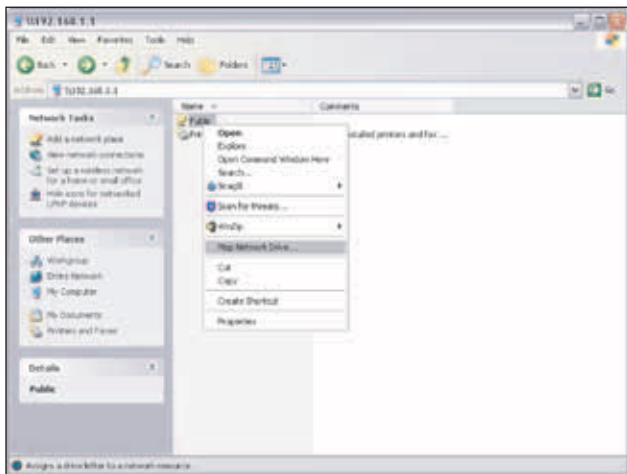 \\192.168.1.1
File Edit View Favorites Tools Help
Back Search Folders
Address \\192.168.1.1 Go
Name Comments
Public
installed printers and fax ...
Network Tasks
Add a network place
View network connections
Set up a wireless network
for a home or small office
Hide icons for networked
UPnP devices
Other Places
Workgroup
Entire Network
My Computer
My Documents
Printers and Faxes
Details
Public
Open
Explore
Open Command Window Here
Search...
SnagIt
Scan for threats...
WinZip
Map Network Drive...
Cut
Copy
Create Shortcut
Properties
Assigns a drive letter to a network resource.